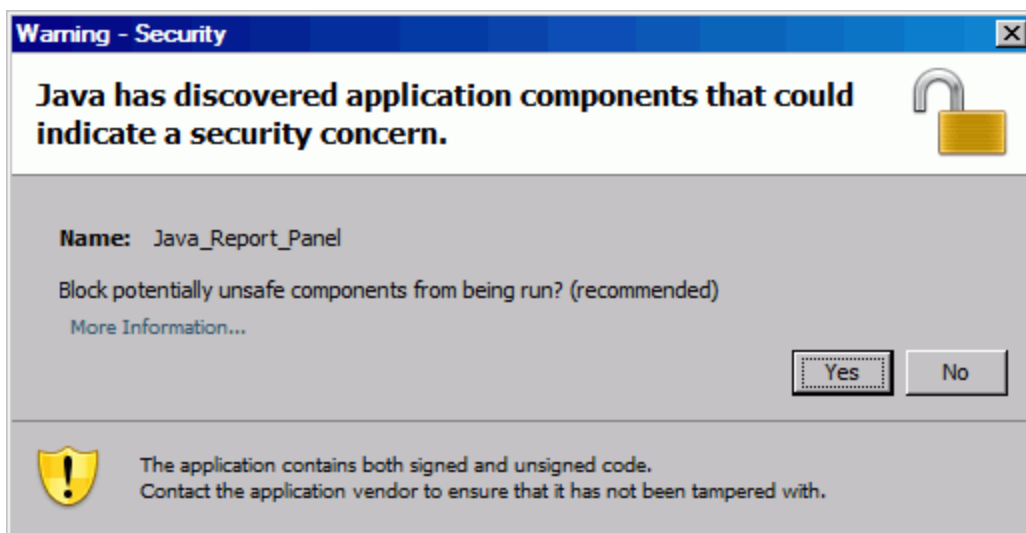 Warning - Security
Java has discovered application components that could
indicate a security concern.
Name: Java_Report_Panel
Block potentially unsafe components from being run? (recommended)
More Information...
Yes No
The application contains both signed and unsigned code.
Contact the application vendor to ensure that it has not been tampered with.